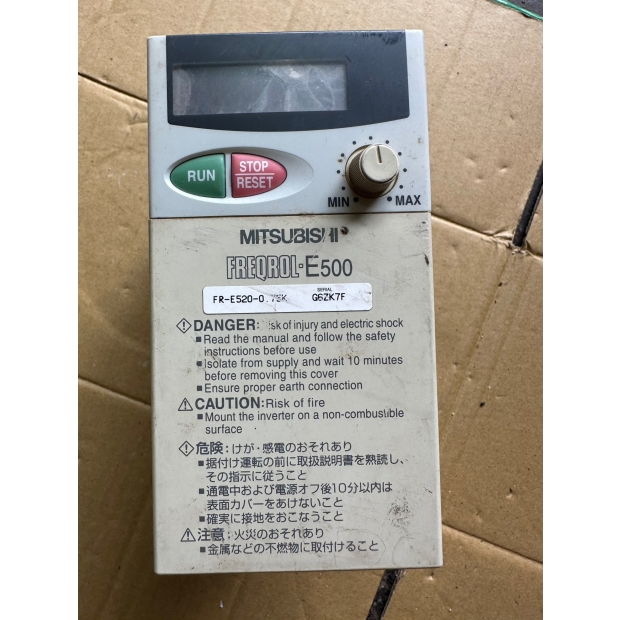 RUN
STOP
RESET
MIN
MAX
MITSUBISHI
FREQROL-E500
SERIAL
FR-E520-0.75K G6ZK7F
DANGER: Risk of injury and electric shock
■Read the manual and follow the safety
instructions before use
■Isolate from supply and wait 10 minutes
before removing this cover
■Ensure proper earth connection
CAUTION:Risk of fire
■Mount the inverter on a non-combustible
surface
危険:けが・感電のおそれあり
■据付け運転の前に取扱説明書を熟読し、
その指示に従うこと
■通電中および電源オフ後10分以内は
表面カバーをあけないこと
■確実に接地をおこなうこと
注意:火災のおそれあり
■金属などの不燃物に取付けること